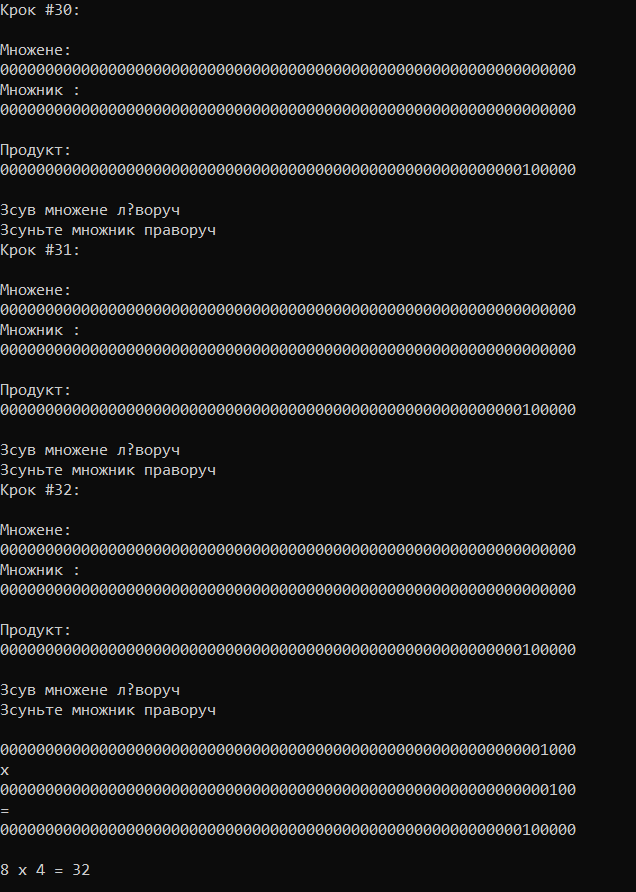 Крок #30:
Множене:
0000000000000000000000000000000000000000000000000000000000000000
Множник :
0000000000000000000000000000000000000000000000000000000000000000
Продукт:
0000000000000000000000000000000000000000000000000000000000100000
Зсув множене л?воруч
Зсуньте множник праворуч
Крок #31:
Множене:
0000000000000000000000000000000000000000000000000000000000000000
Множник :
0000000000000000000000000000000000000000000000000000000000000000
Продукт:
0000000000000000000000000000000000000000000000000000000000100000
Зсув множене л?воруч
Зсуньте множник праворуч
Крок #32:
Множене:
0000000000000000000000000000000000000000000000000000000000000000
Множник :
0000000000000000000000000000000000000000000000000000000000000000
Продукт:
0000000000000000000000000000000000000000000000000000000000100000
Зсув множене л?воруч
Зсуньте множник праворуч
0000000000000000000000000000000000000000000000000000000000001000
x
0000000000000000000000000000000000000000000000000000000000000100
=
0000000000000000000000000000000000000000000000000000000000100000
8 x 4 = 32